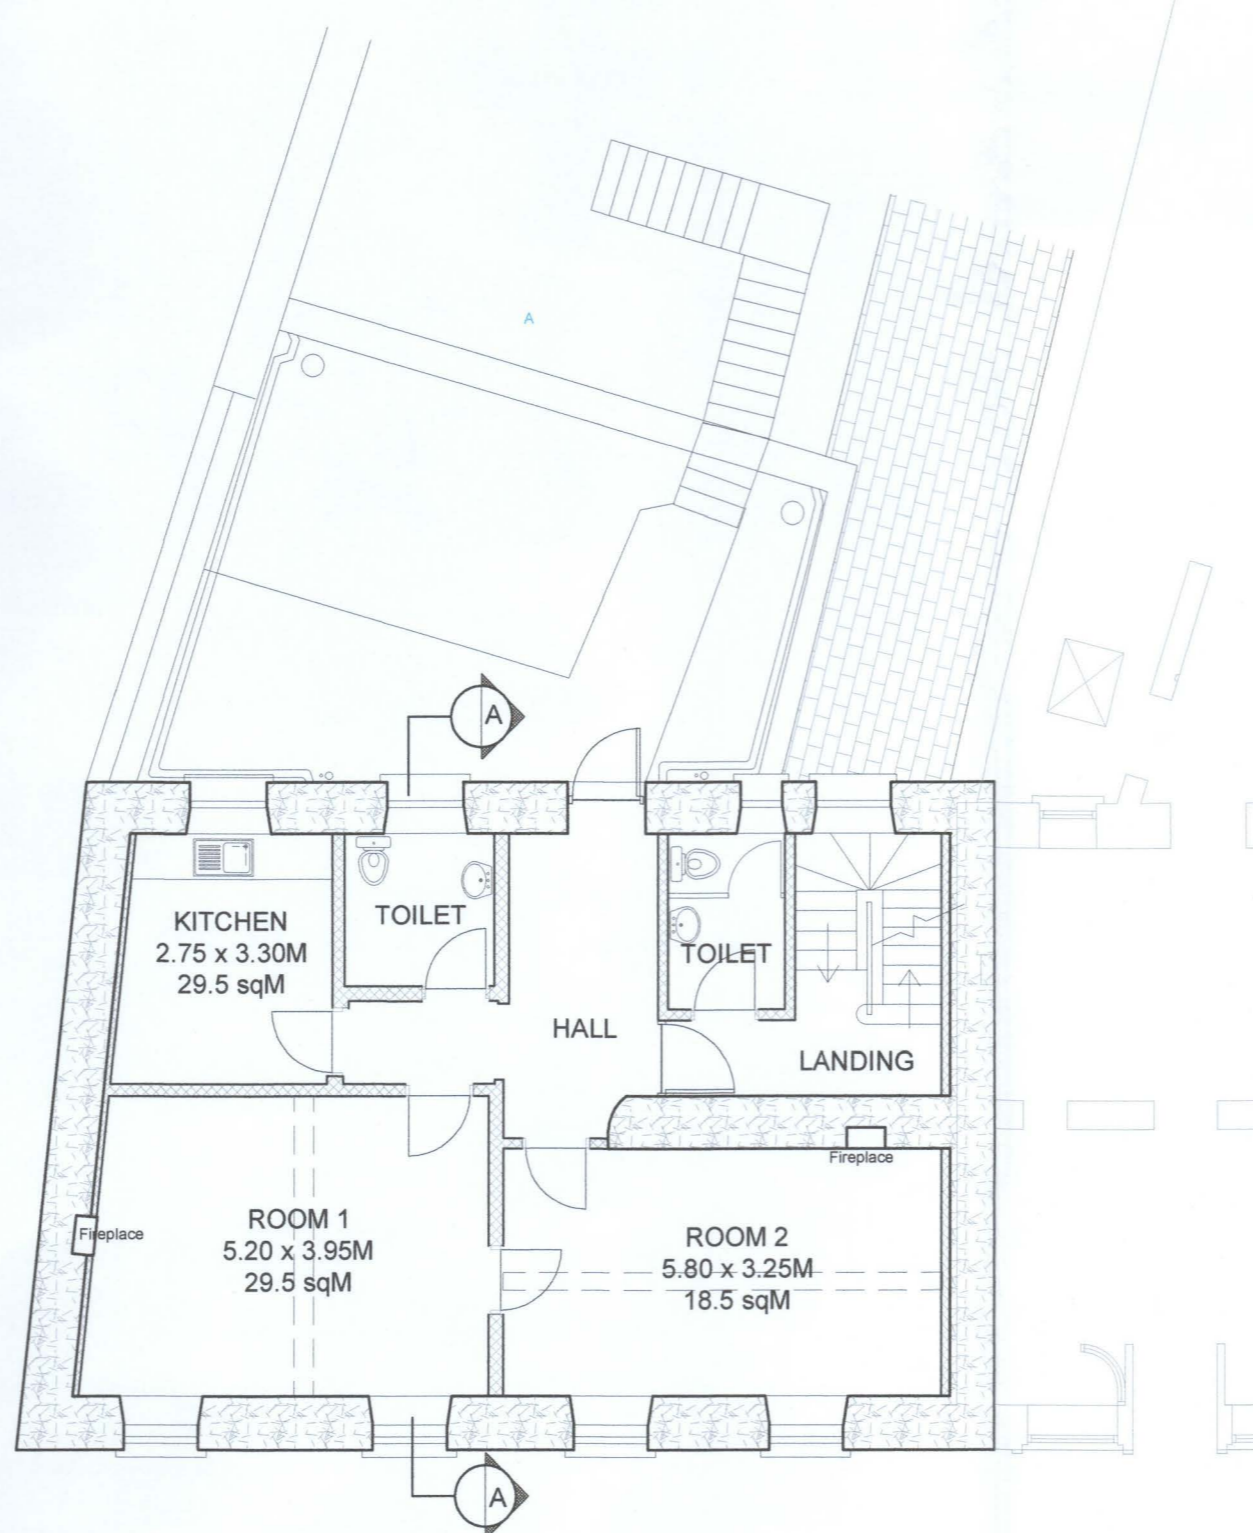 A
A
KITCHEN
2.75 x 3.30M
29.5 sqM
TOILET
TOILET
HALL
LANDING
Fireplace
Fireplace
ROOM 1
5.20 x 3.95M
29.5 sqM
ROOM 2
5.80 x 3.25M
18.5 sqM
A